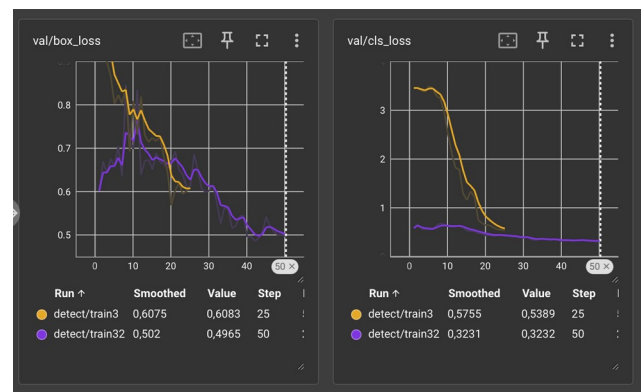 val/box_loss
0.8
0.7
0.6
0.5
0 10 20 30 40 50 ×
Run ↑ Smoothed Value Step
detect/train3 0,6075 0,6083 25
detect/train32 0,502 0,4965 50
val/cls_loss
3
2
1
0 10 20 30 40 50 ×
Run ↑ Smoothed Value Step
detect/train3 0,5755 0,5389 25
detect/train32 0,3231 0,3232 50